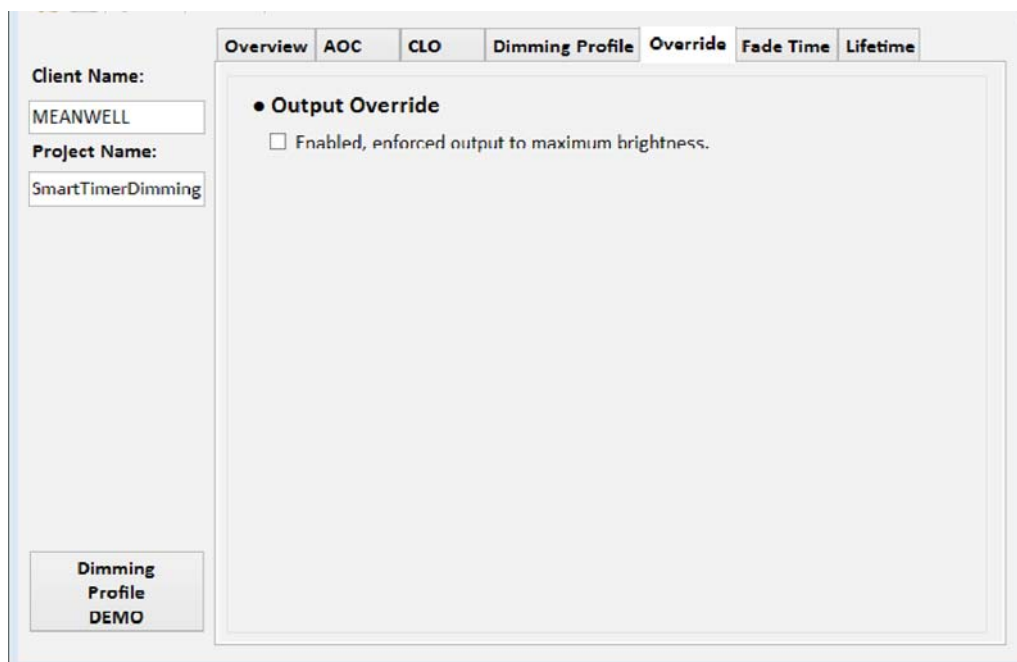 Overview AOC CLO Dimming Profile Override Fade Time Lifetime
Client Name:
MEANWELL
Project Name:
SmartTimerDimming
● Output Override
Enabled, enforced output to maximum brightness.
Dimming
Profile
DEMO